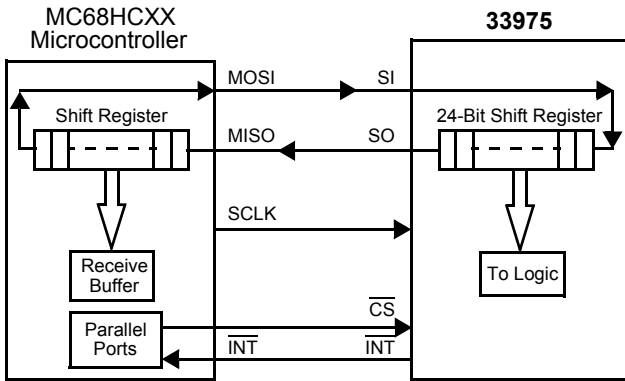 MC68HCXX
Microcontroller
33975
MOSI
SI
Shift Register
24-Bit Shift Register
MISO
SO
SCLK
Receive
Buffer
To Logic
CS
Parallel
Ports
INT
INT